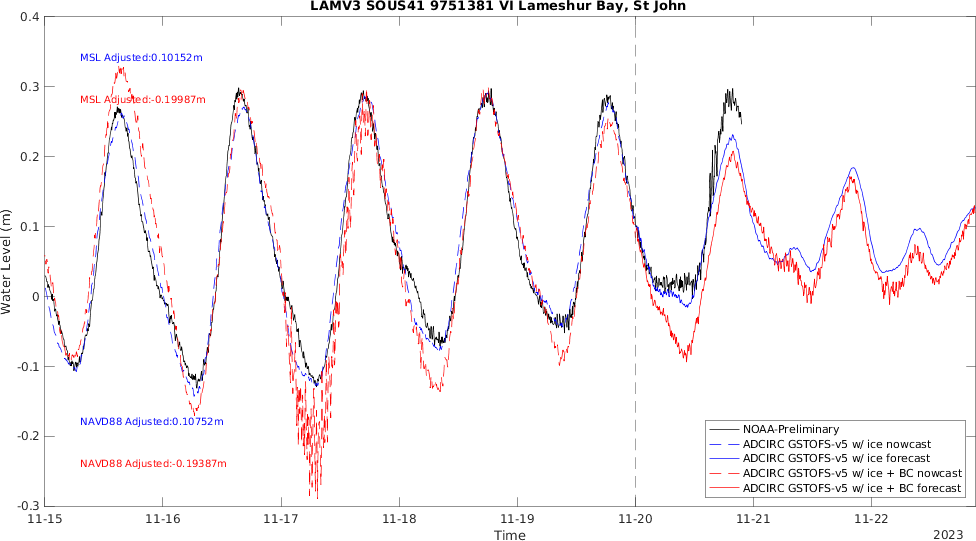 LAMV3 SOUS41 9751381 VI Lameshur Bay, St John
0.4
0.3
0.2
0.1
0
-0.1
-0.2
-0.3
Water Level (m)
MSL Adjusted:0.10152m
MSL Adjusted:-0.19987m
NAVD88 Adjusted:0.10752m
NAVD88 Adjusted:-0.19387m
NOAA-Preliminary
ADCIRC GSTOFS-v5 w/ ice nowcast
ADCIRC GSTOFS-v5 w/ ice forecast
ADCIRC GSTOFS-v5 w/ ice + BC nowcast
ADCIRC GSTOFS-v5 w/ ice + BC forecast
11-15 11-16 11-17 11-18 11-19 11-20 11-21 11-22
Time
2023